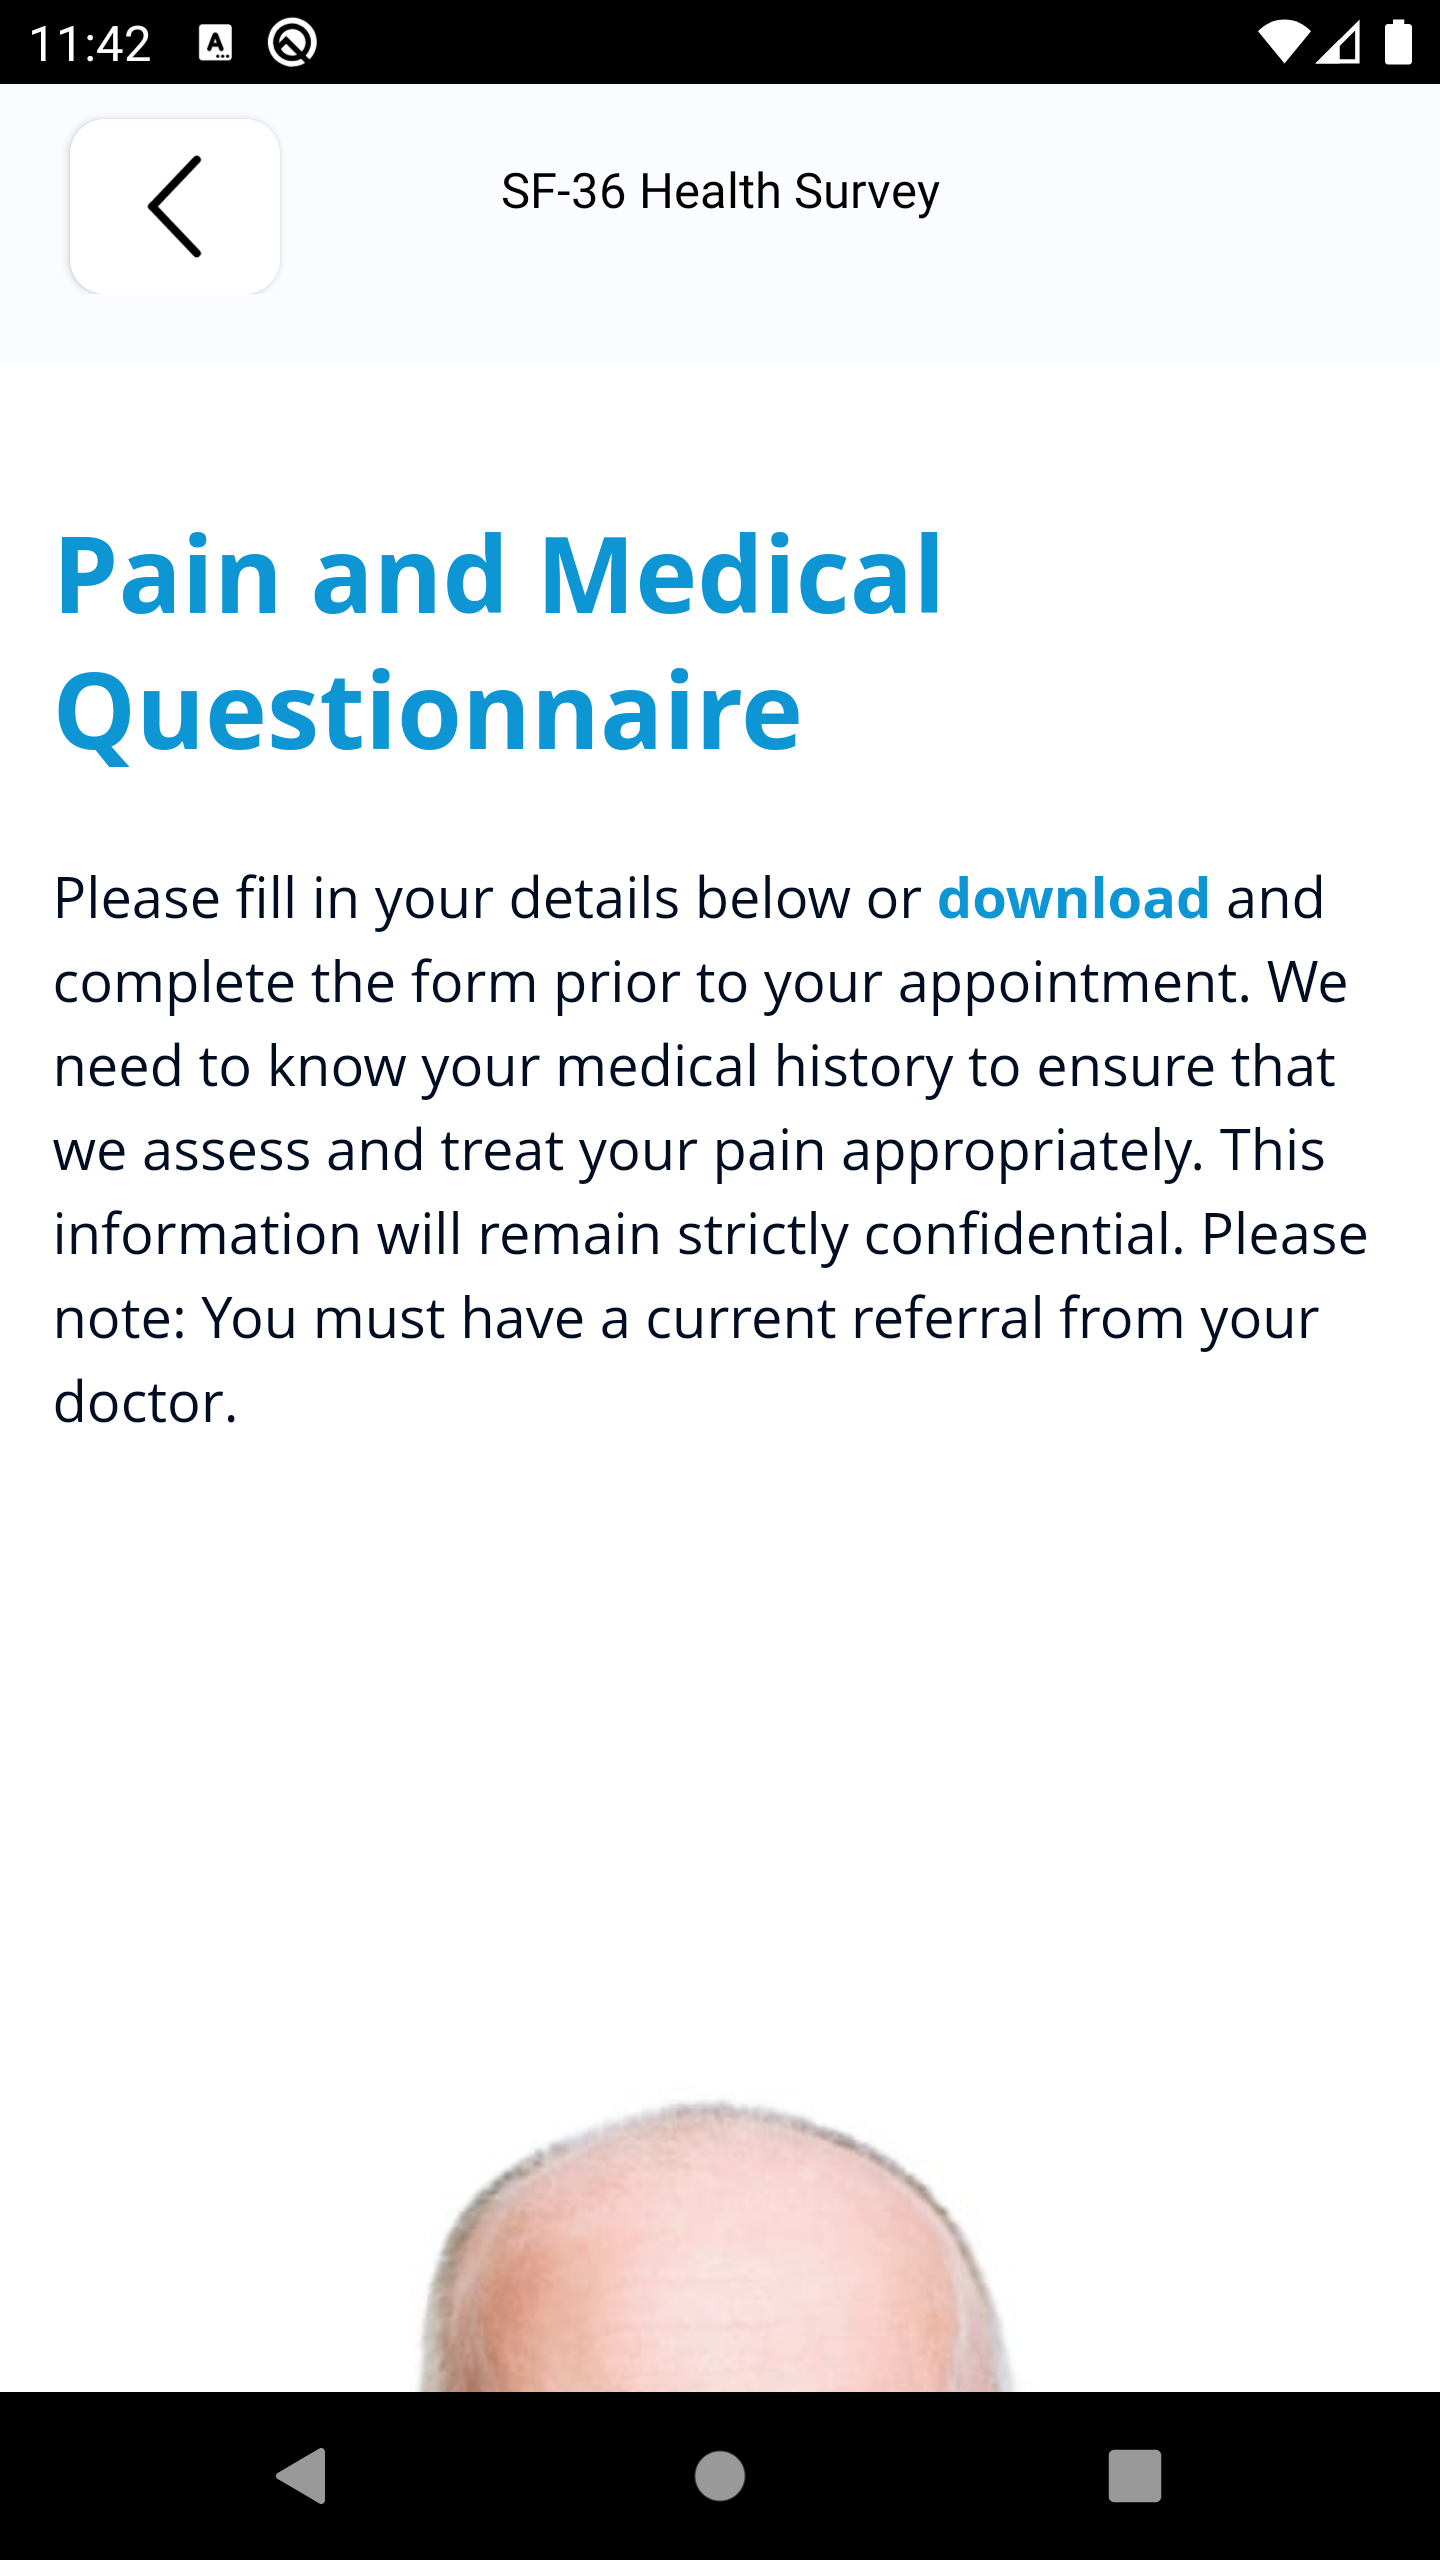 11:42
SF-36 Health Survey
Pain and Medical
Questionnaire
Please fill in your details below or download and
complete the form prior to your appointment. We
need to know your medical history to ensure that
we assess and treat your pain appropriately. This
information will remain strictly confidential. Please
note: You must have a current referral from your
doctor.